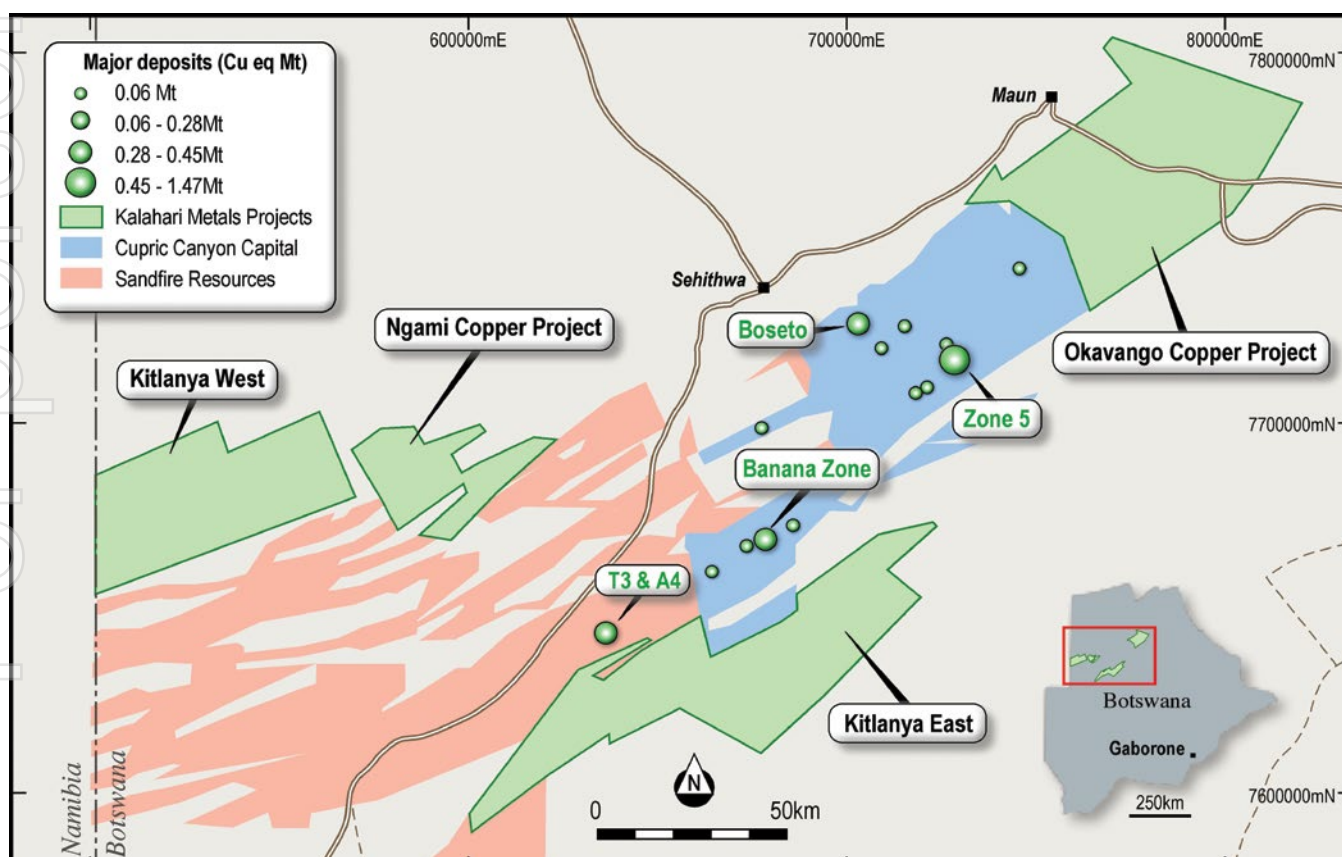 600000mE
700000mE
800000mE
7800000mN
Major deposits (Cu eq Mt)
0.06 Mt
0.06 - 0.28Mt
0.28 - 0.45Mt
0.45 - 1.47Mt
Kalahari Metals Projects
Cupric Canyon Capital
Sandfire Resources
Maun
Sehithwa
Ngami Copper Project
Boseto
Okavango Copper Project
Kitlanya West
Zone 5
7700000mN
Banana Zone
T3 & A4
Kitlanya East
Botswana
Gaborone
250km
N
0
50km
7600000mN
Namibia
Botswana